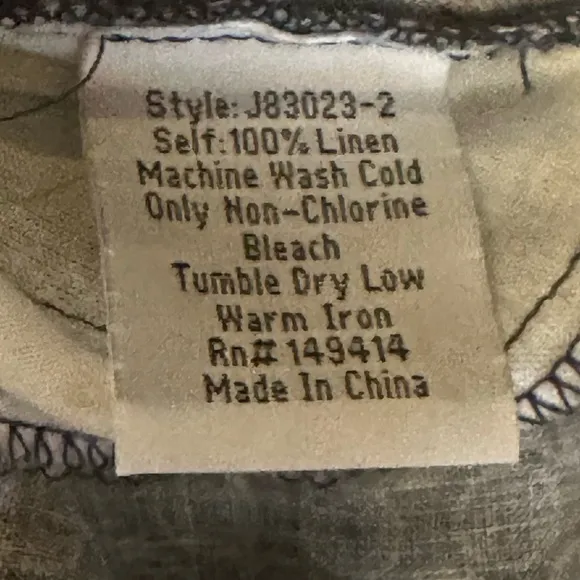 Style: J83023-2
Self:100% Linen
Machine Wash Cold
Only Non-Chlorine
Bleach
Tumble Dry Low
Warm Iron
Rn# 149414
Made In China